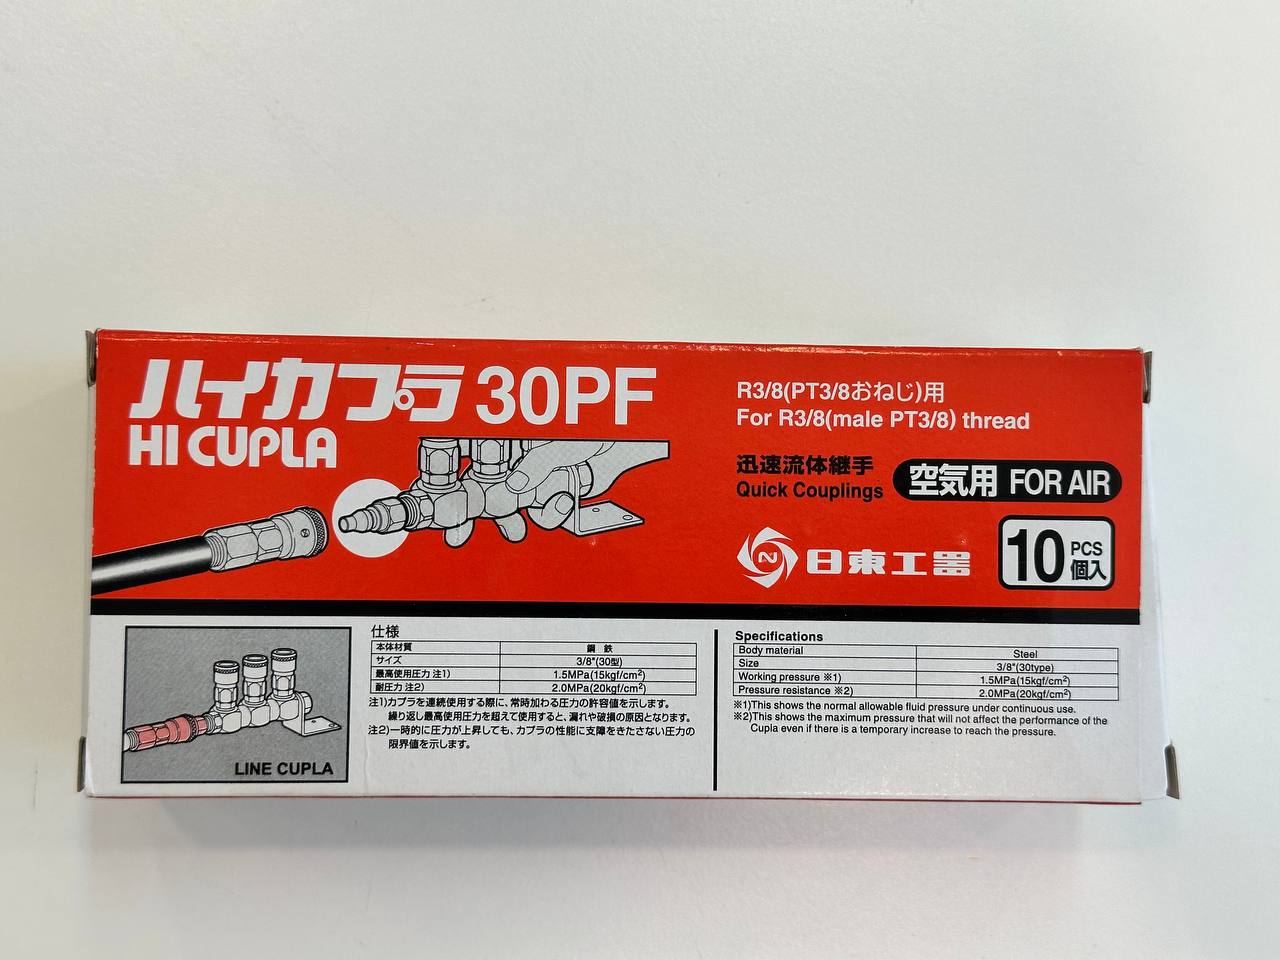 ハイカプラ 30PF
HI CUPLA
R3/8(PT3/8おねじ)用
For R3/8(male PT3/8) thread
迅速流体継手
Quick Couplings
空気用 FOR AIR
N 日東工器
10 PCS 個入
LINE CUPLA
仕様
本体材質 鋼 鉄
サイズ 3/8"(30型)
最高使用圧力 注1) 1.5MPa(15kgf/cm²)
耐圧力 注2) 2.0MPa(20kgf/cm²)
注1)カプラを連続使用する際に、常時加わる圧力の許容値を示します。
繰り返し最高使用圧力を超えて使用すると、漏れや破損の原因となります。
注2)一時的に圧力が上昇しても、カプラの性能に支障をきたさない圧力の
限界値を示します。
Specifications
Body material Steel
Size 3/8"(30type)
Working pressure ※1) 1.5MPa(15kgf/cm²)
Pressure resistance ※2) 2.0MPa(20kgf/cm²)
※1)This shows the normal allowable fluid pressure under continuous use.
※2)This shows the maximum pressure that will not affect the performance of the
Cupla even if there is a temporary increase to reach the pressure.